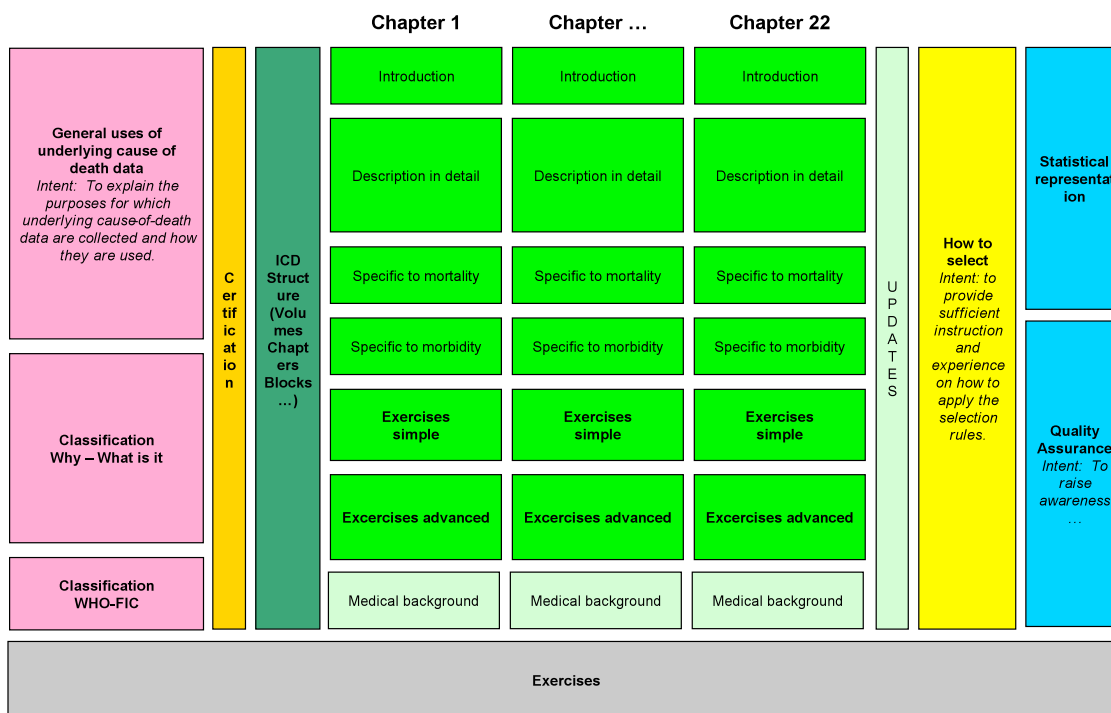 Chapter 1
Chapter …
Chapter 22
General uses of
underlying cause of
death data
Intent:  To explain the
purposes for which
underlying cause-of-death
data are collected and how
they are used.
Classification
Why – What is it
Classification
WHO-FIC
C
er
tif
ic
at
io
n
ICD
Struct
ure
(Volu
mes
Chapt
ers
Blocks
…)
Introduction
Description in detail
Specific to mortality
Specific to morbidity
Exercises
simple
Excercises advanced
Medical background
Introduction
Description in detail
Specific to mortality
Specific to morbidity
Exercises
simple
Excercises advanced
Medical background
Introduction
Description in detail
Specific to mortality
Specific to morbidity
Exercises
simple
Excercises advanced
Medical background
U
P
D
A
T
E
S
How to
select
Intent: to
provide
sufficient
instruction
and
experience
on how to
apply the
selection
rules.
Statistical
representat
ion
Quality
Assurance
Intent:  To
raise
awareness
…
Exercises